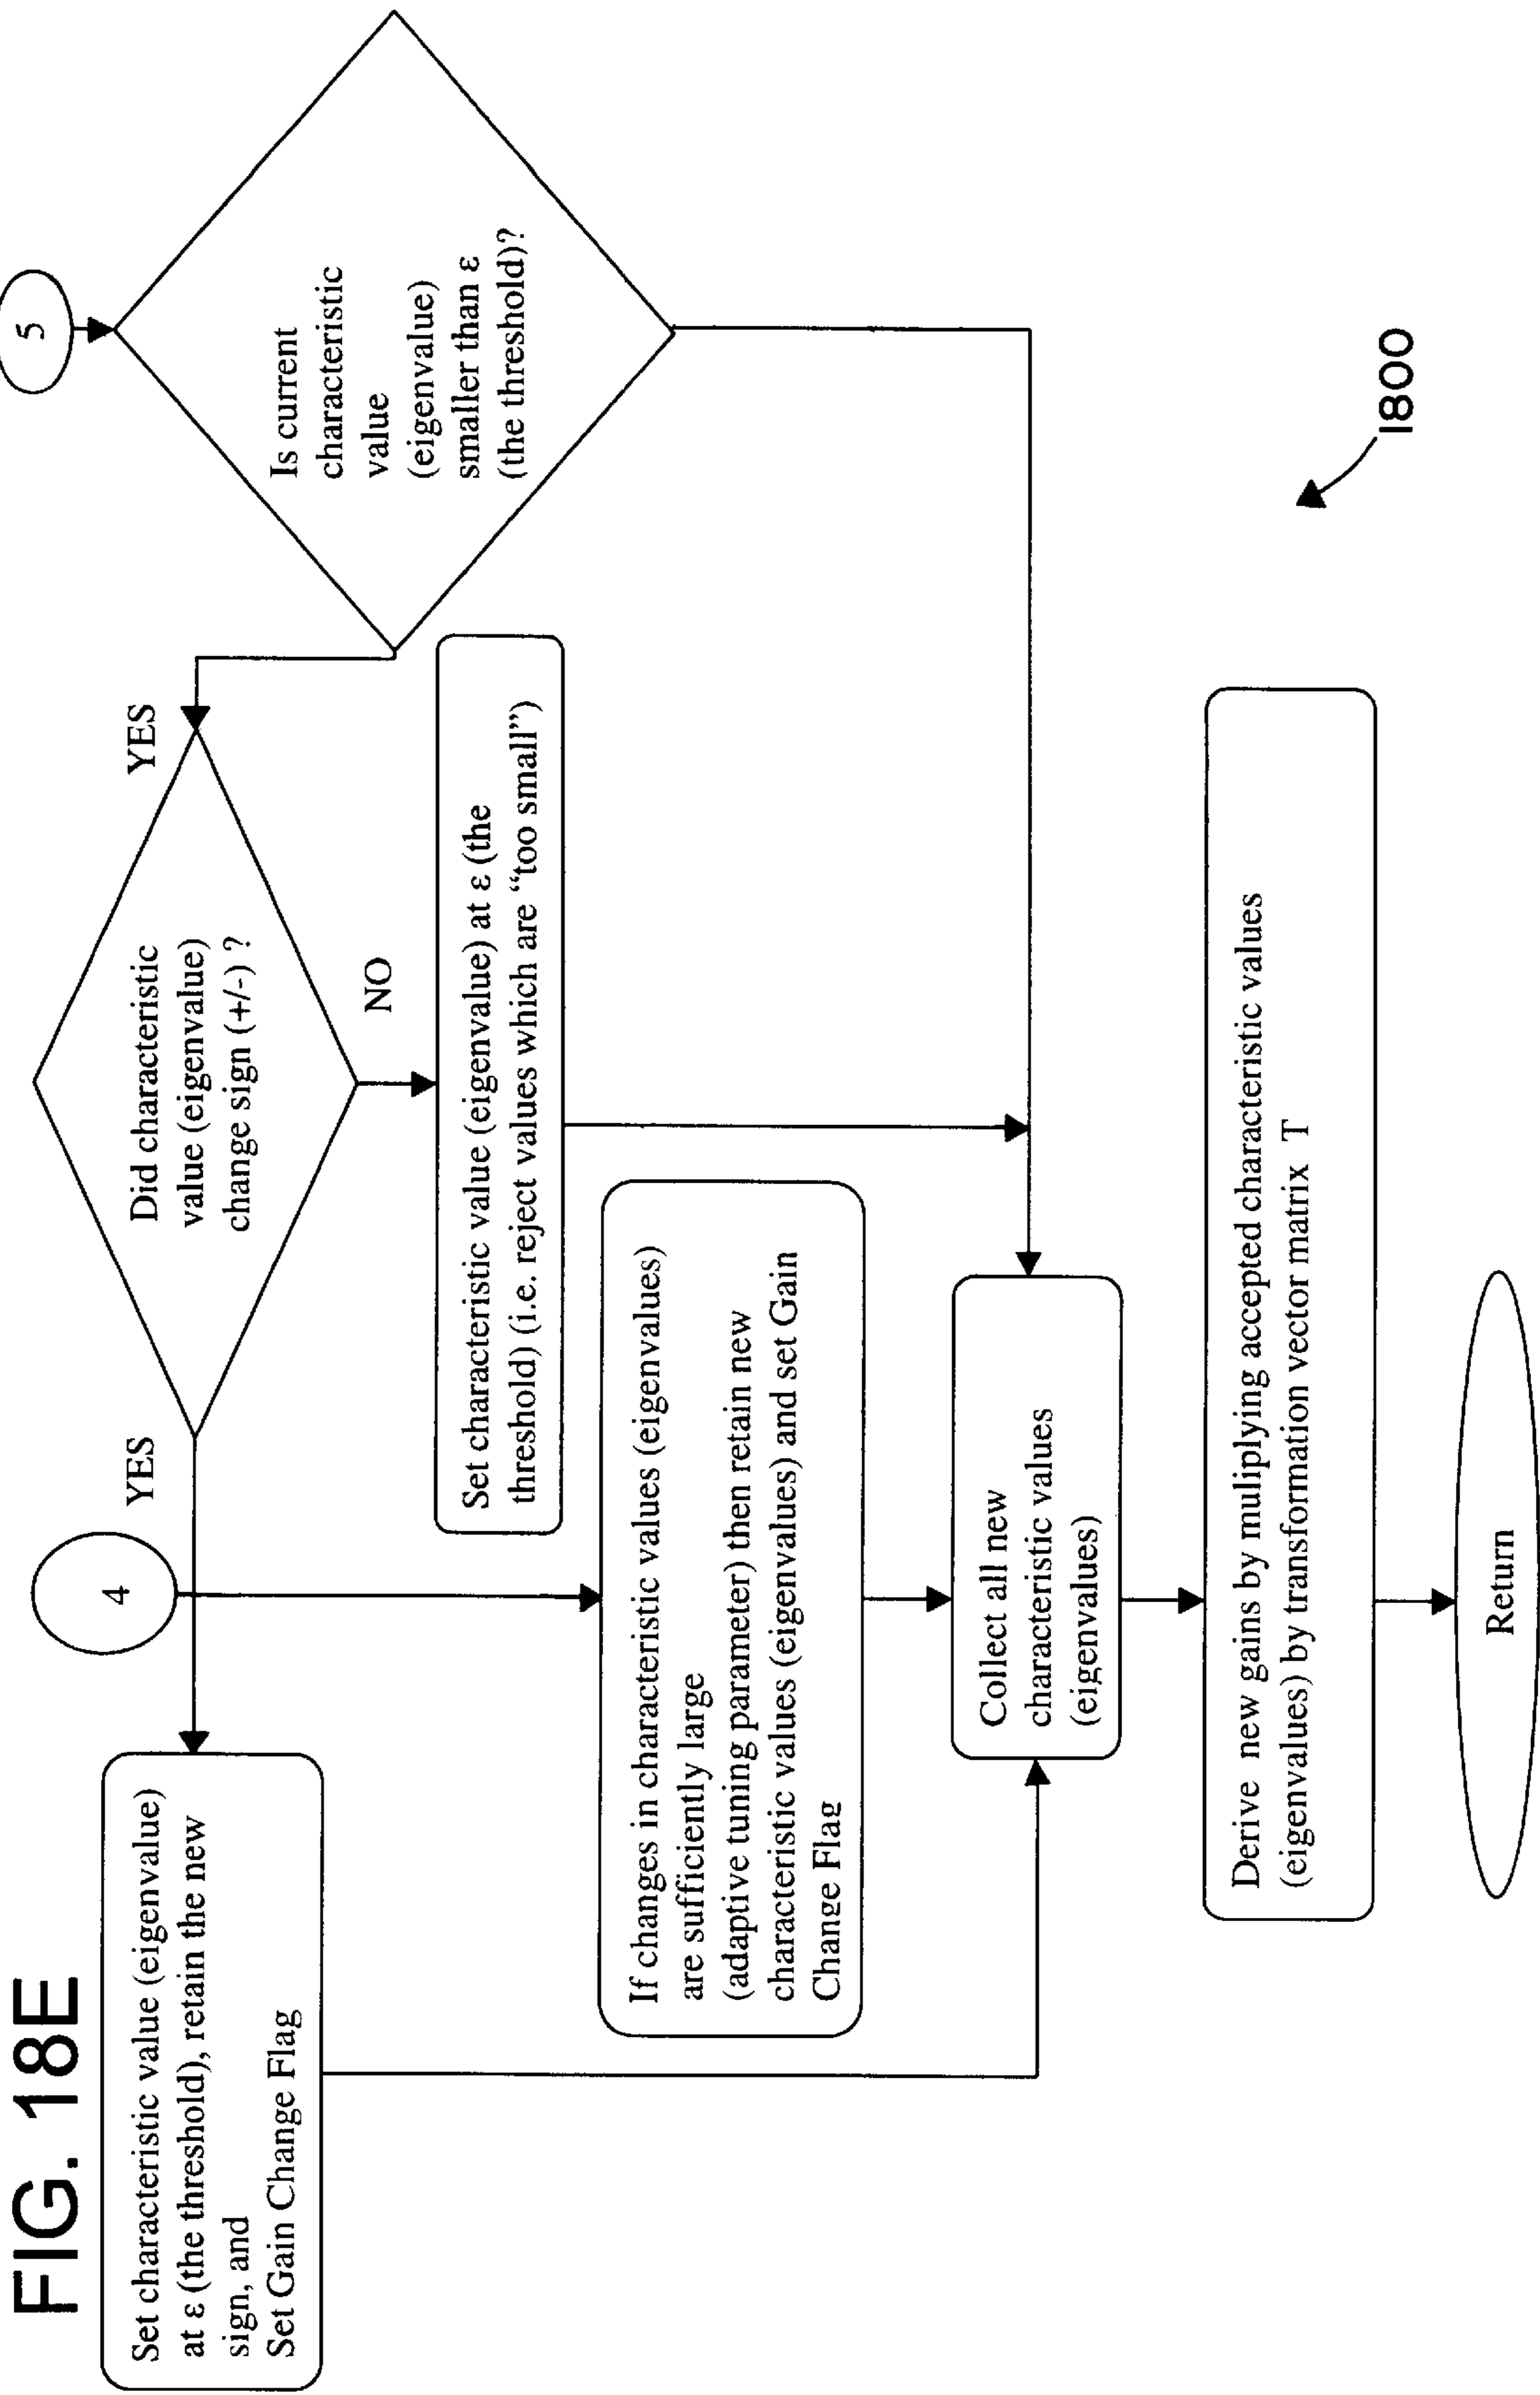 FIG. 18E
5
Is current
characteristic
value
(eigenvalue)
smaller than ε
(the threshold)?
YES
Did characteristic
value (eigenvalue)
change sign (+/-) ?
YES
NO
4
Set characteristic value (eigenvalue)
at ε (the threshold), retain the new
sign, and
Set Gain Change Flag
Set characteristic value (eigenvalue) at ε (the
threshold) (i.e. reject values which are “too small”)
If changes in characteristic values (eigenvalues)
are sufficiently large
(adaptive tuning parameter) then retain new
characteristic values (eigenvalues) and set Gain
Change Flag
Collect all new
characteristic values
(eigenvalues)
Derive new gains by muliplying accepted characteristic values
(eigenvalues) by transformation vector matrix T
Return
1800